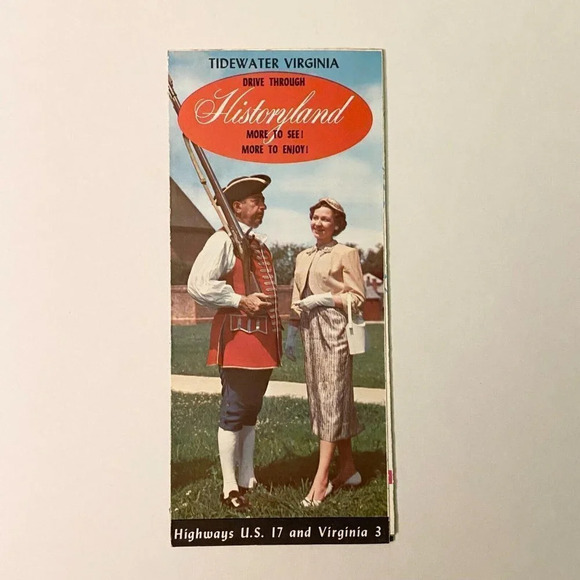 TIDEWATER VIRGINIA
DRIVE THROUGH
Historyland
MORE TO SEE!
MORE TO ENJOY!
Highways U.S. 17 and Virginia 3